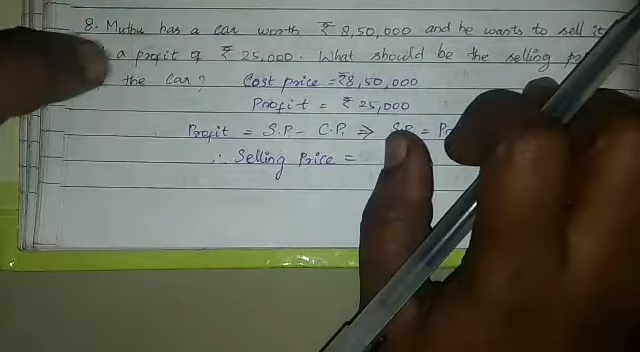 8. Muthu has a car worth ₹ 8,50,000 and he wants to sell it
a profit of ₹ 25,000. What should be the selling
the car? Cost price = ₹8,50,000
Profit = ₹ 25,000
Profit = S.P - C.P. ⇒ S.P =
∴ Selling Price =